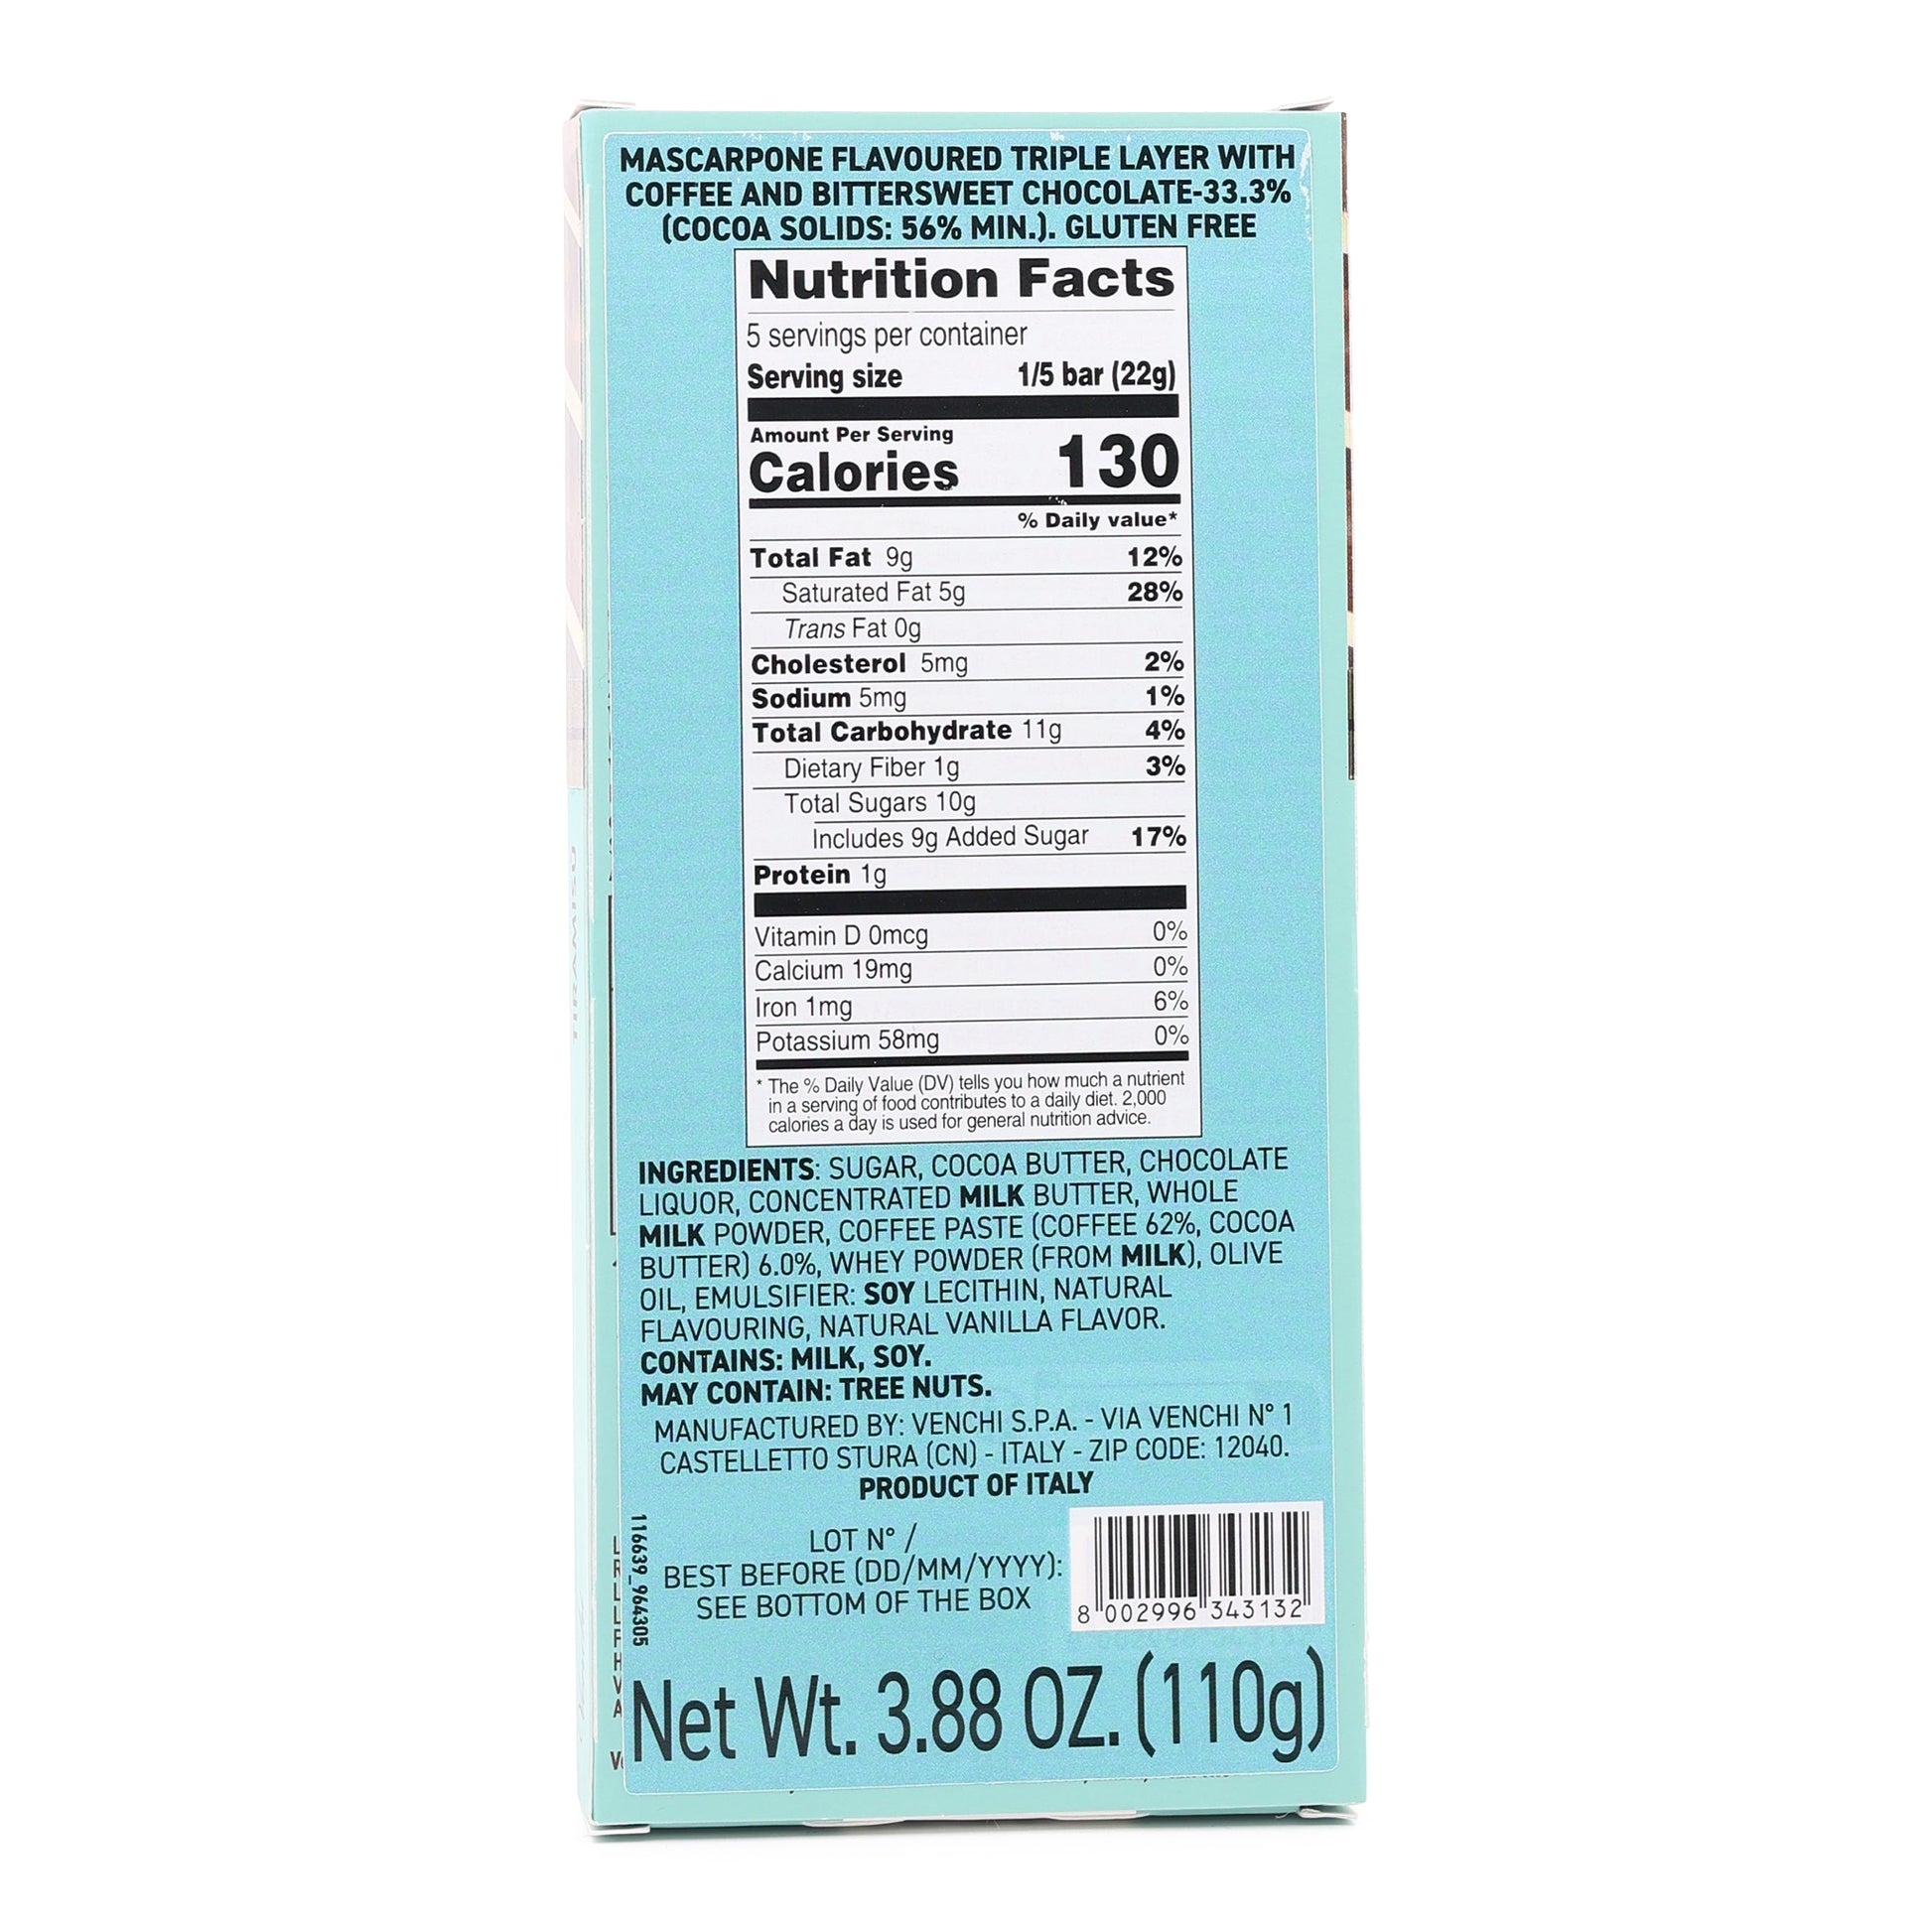 MASCARPONE FLAVOURED TRIPLE LAYER WITH
COFFEE AND BITTERSWEET CHOCOLATE-33.3%
(COCOA SOLIDS: 56% MIN.). GLUTEN FREE
Nutrition Facts
5 servings per container
Serving size 1/5 bar (22g)
Amount Per Serving
Calories 130
% Daily value*
Total Fat 9g 12%
Saturated Fat 5g 28%
Trans Fat 0g
Cholesterol 5mg 2%
Sodium 5mg 1%
Total Carbohydrate 11g 4%
Dietary Fiber 1g 3%
Total Sugars 10g
Includes 9g Added Sugar 17%
Protein 1g
Vitamin D 0mcg 0%
Calcium 19mg 0%
Iron 1mg 6%
Potassium 58mg 0%
* The % Daily Value (DV) tells you how much a nutrient
in a serving of food contributes to a daily diet. 2,000
calories a day is used for general nutrition advice.
INGREDIENTS: SUGAR, COCOA BUTTER, CHOCOLATE
LIQUOR, CONCENTRATED MILK BUTTER, WHOLE
MILK POWDER, COFFEE PASTE (COFFEE 62%, COCOA
BUTTER) 6.0%, WHEY POWDER (FROM MILK), OLIVE
OIL, EMULSIFIER: SOY LECITHIN, NATURAL
FLAVOURING, NATURAL VANILLA FLAVOR.
CONTAINS: MILK, SOY.
MAY CONTAIN: TREE NUTS.
MANUFACTURED BY: VENCHI S.P.A. - VIA VENCHI N° 1
CASTELLETTO STURA (CN) - ITALY - ZIP CODE: 12040.
PRODUCT OF ITALY
116639_964305
LOT N° /
BEST BEFORE (DD/MM/YYYY):
SEE BOTTOM OF THE BOX
8 002996 343132
Net Wt. 3.88 OZ. (110g)